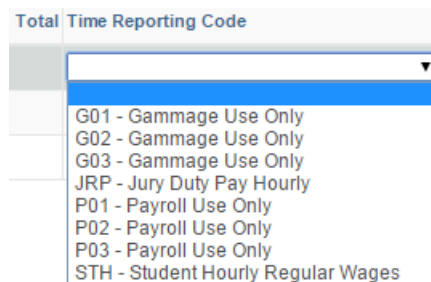 Total Time Reporting Code
G01 - Gammage Use Only
G02 - Gammage Use Only
G03 - Gammage Use Only
JRP - Jury Duty Pay Hourly
P01 - Payroll Use Only
P02 - Payroll Use Only
P03 - Payroll Use Only
STH - Student Hourly Regular Wages